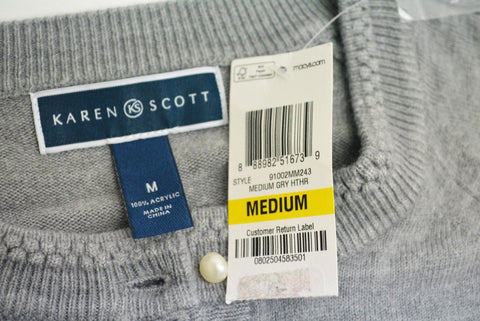 KAREN KS SCOTT
M
100% ACRYLIC
MADE IN
CHINA
macys.com
8 88982 51673 9
STYLE 91002MM243
MEDIUM GRY HTHR
MEDIUM
Customer Return Label
0802504583501